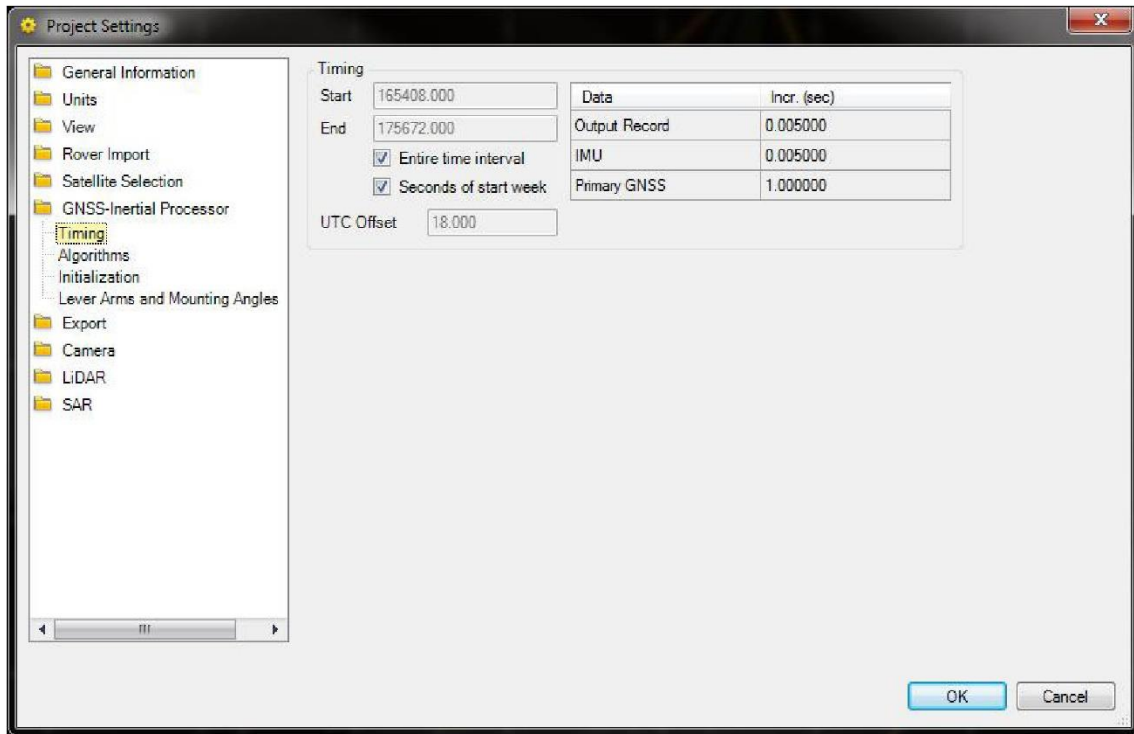 Project Settings
General Information
Units
View
Rover Import
Satellite Selection
GNSS-Inertial Processor
Timing
Algorithms
Initialization
Lever Arms and Mounting Angles
Export
Camera
LiDAR
SAR
Timing
Start 165408.000
End 175672.000
Entire time interval
Seconds of start week
UTC Offset 18.000
Data Incr. (sec)
Output Record 0.005000
IMU 0.005000
Primary GNSS 1.000000
OK Cancel